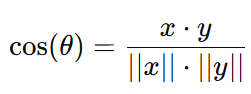 cos(θ) = x · y / ||x|| · ||y||